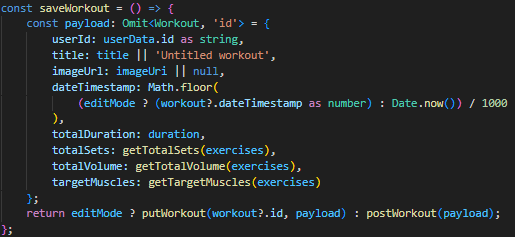 const saveWorkout = () => {
    const payload: Omit<Workout, 'id'> = {
        userId: userData.id as string,
        title: title || 'Untitled workout',
        imageUrl: imageUri || null,
        dateTimestamp: Math.floor(
            (editMode ? (workout?.dateTimestamp as number) : Date.now()) / 1000
        ),
        totalDuration: duration,
        totalSets: getTotalSets(exercises),
        totalVolume: getTotalVolume(exercises),
        targetMuscles: getTargetMuscles(exercises)
    };
    return editMode ? putWorkout(workout?.id, payload) : postWorkout(payload);
};